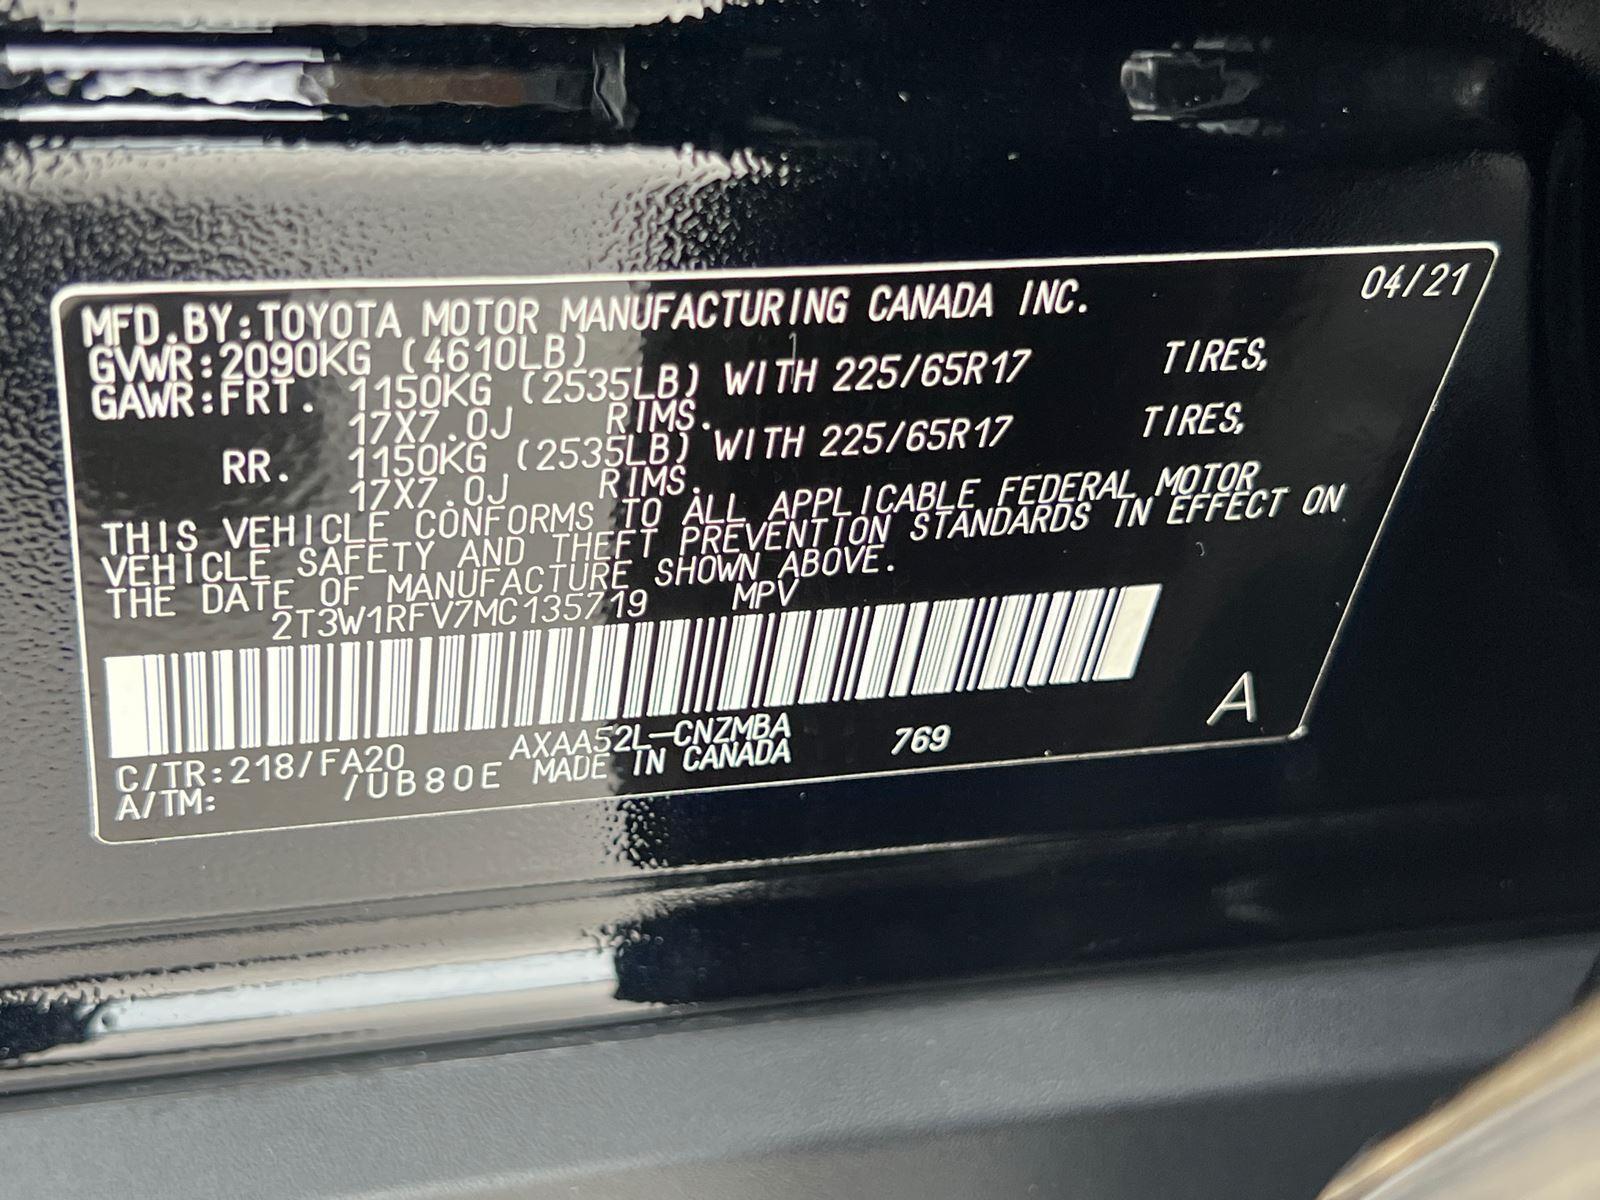 04/21
MFD.BY:TOYOTA MOTOR MANUFACTURING CANADA INC.
GVWR:2090KG (4610LB)
GAWR:FRT. 1150KG (2535LB) WITH 225/65R17 TIRES,
17X7.0J RIMS.
RR. 1150KG (2535LB) WITH 225/65R17 TIRES,
17X7.0J RIMS.
THIS VEHICLE CONFORMS TO ALL APPLICABLE FEDERAL MOTOR
VEHICLE SAFETY AND THEFT PREVENTION STANDARDS IN EFFECT ON
THE DATE OF MANUFACTURE SHOWN ABOVE.
2T3W1RFV7MC135719 MPV
A
C/TR:218/FA20 AXAA52L-CNZMBA 769
A/TM: /UB80E MADE IN CANADA